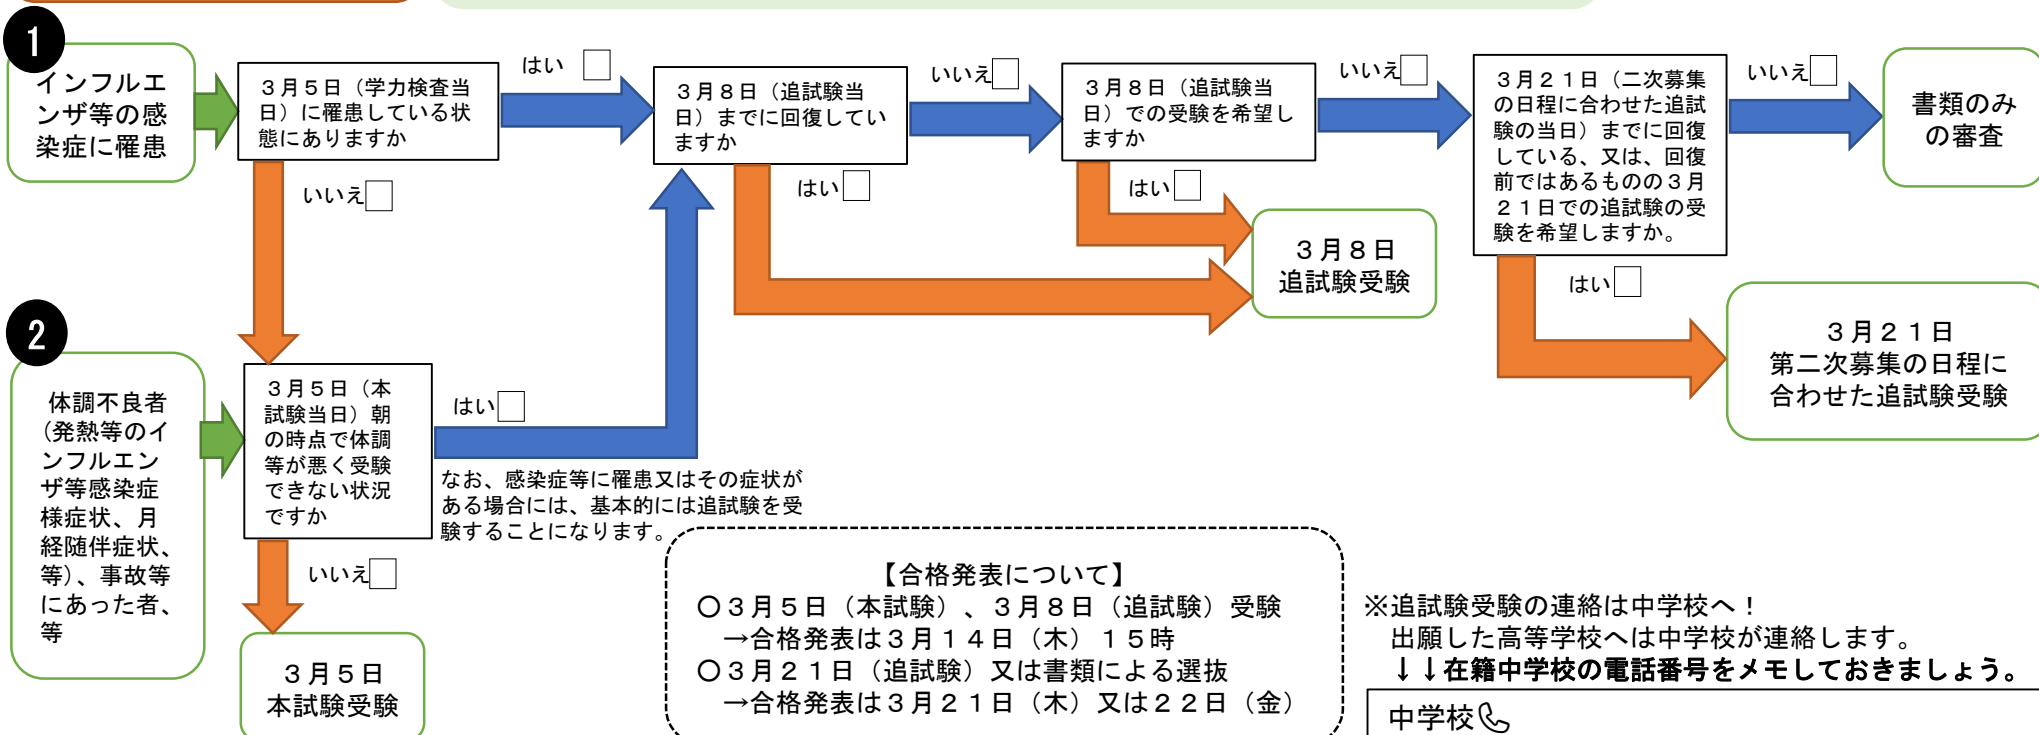 1
インフルエ
ンザ等の感
染症に罹患
３月５日（学力検査当
日）に罹患している状
態にありますか
はい
いいえ
３月８日（追試験当
日）までに回復してい
ますか
いいえ
はい
３月８日（追試験当
日）での受験を希望し
ますか
いいえ
はい
３月２１日（二次募集
の日程に合わせた追試
験の当日）までに回復
している、又は、回復
前ではあるものの３月
２１日での追試験の受
験を希望しますか。
いいえ
はい
書類のみ
の審査
３月８日
追試験受験
３月２１日
第二次募集の日程に
合わせた追試験受験
2
体調不良者
（発熱等のイ
ンフルエン
ザ等感染症
様症状、月
経随伴症状、
等）、事故等
にあった者、
等
３月５日（本
試験当日）朝
の時点で体調
等が悪く受験
できない状況
ですか
はい
いいえ
なお、感染症等に罹患又はその症状が
ある場合には、基本的には追試験を受
験することになります。
３月５日
本試験受験
【合格発表について】
〇３月５日（本試験）、３月８日（追試験）受験
→合格発表は３月１４日（木）１５時
〇３月２１日（追試験）又は書類による選抜
→合格発表は３月２１日（木）又は２２日（金）
※追試験受験の連絡は中学校へ！
出願した高等学校へは中学校が連絡します。
↓↓在籍中学校の電話番号をメモしておきましょう。
中学校